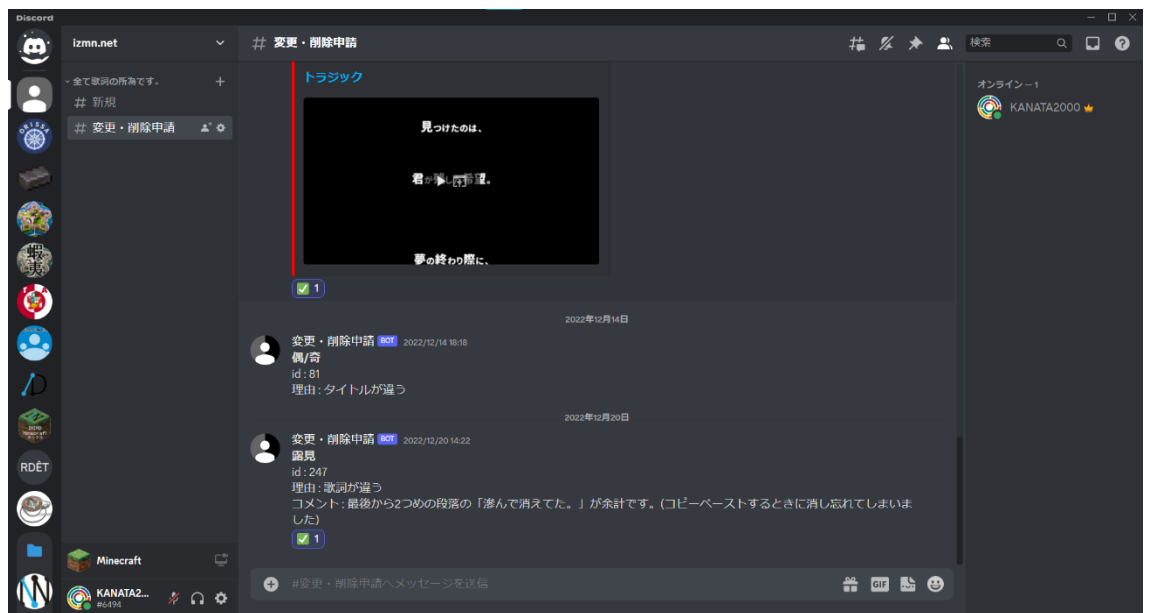 Discord
izmn.net
# 変更・削除申請
検索
全て歌詞の所為です。
# 新規
# 変更・削除申請
トラジック
見つけたのは、
希望。
夢の終わり際に、
1
2022年12月14日
変更・削除申請 BOT 2022/12/14 18:18
偶/奇
id : 81
理由 : タイトルが違う
2022年12月20日
変更・削除申請 BOT 2022/12/20 14:22
露見
id : 247
理由 : 歌詞が違う
コメント : 最後から2つめの段落の「滲んで消えてた。」が余計です。(コピーペーストするときに消し忘れてしまいま
した)
1
#変更・削除申請へメッセージを送信
GIF
オンライン－1
KANATA2000
ORISSA
蝦夷
RDÊT
Minecraft
KANATA2...
#6494